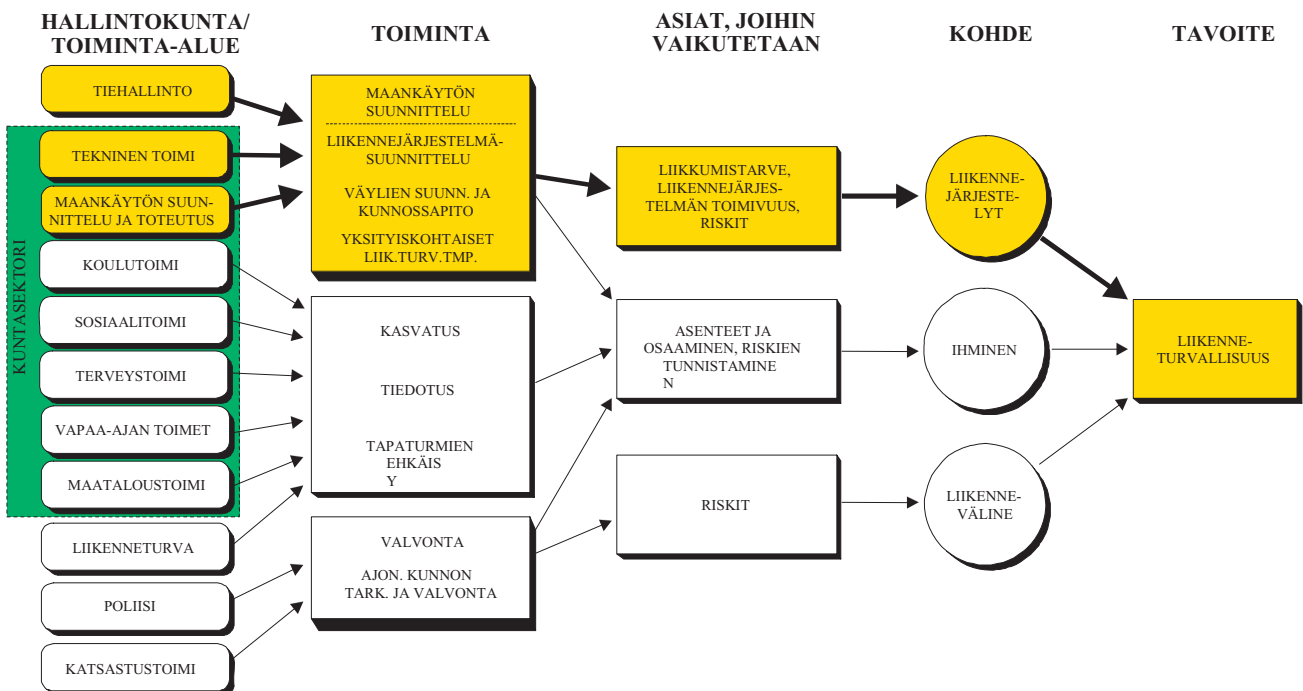 HALLINTOKUNTA/
TOIMINTA-ALUE
TOIMINTA
ASIAT, JOIHIN
VAIKUTETAAN
KOHDE
TAVOITE
KUNTASEKTORI
TIEHALLINTO
TEKNINEN TOIMI
MAANKÄYTÖN SUUN-
NITTELU JA TOTEUTUS
KOULUTOIMI
SOSIAALITOIMI
TERVEYSTOIMI
VAPAA-AJAN TOIMET
MAATALOUSTOIMI
LIIKENNETURVA
POLIISI
KATSASTUSTOIMI
MAANKÄYTÖN
SUUNNITTELU
LIIKENNEJÄRJESTELMÄ-
SUUNNITTELU
VÄYLIEN SUUNN. JA
KUNNOSSAPITO
YKSITYISKOHTAISET
LIIK.TURV.TMP.
KASVATUS
TIEDOTUS
TAPATURMIEN
EHKÄIS
Y
VALVONTA
AJON. KUNNON
TARK. JA VALVONTA
LIIKKUMISTARVE,
LIIKENNEJÄRJES-
TELMÄN TOIMIVUUS,
RISKIT
ASENTEET JA
OSAAMINEN, RISKIEN
TUNNISTAMINE
N
RISKIT
LIIKENNE-
JÄRJESTE-
LYT
IHMINEN
LIIKENNE-
VÄLINE
LIIKENNE-
TURVALLISUUS